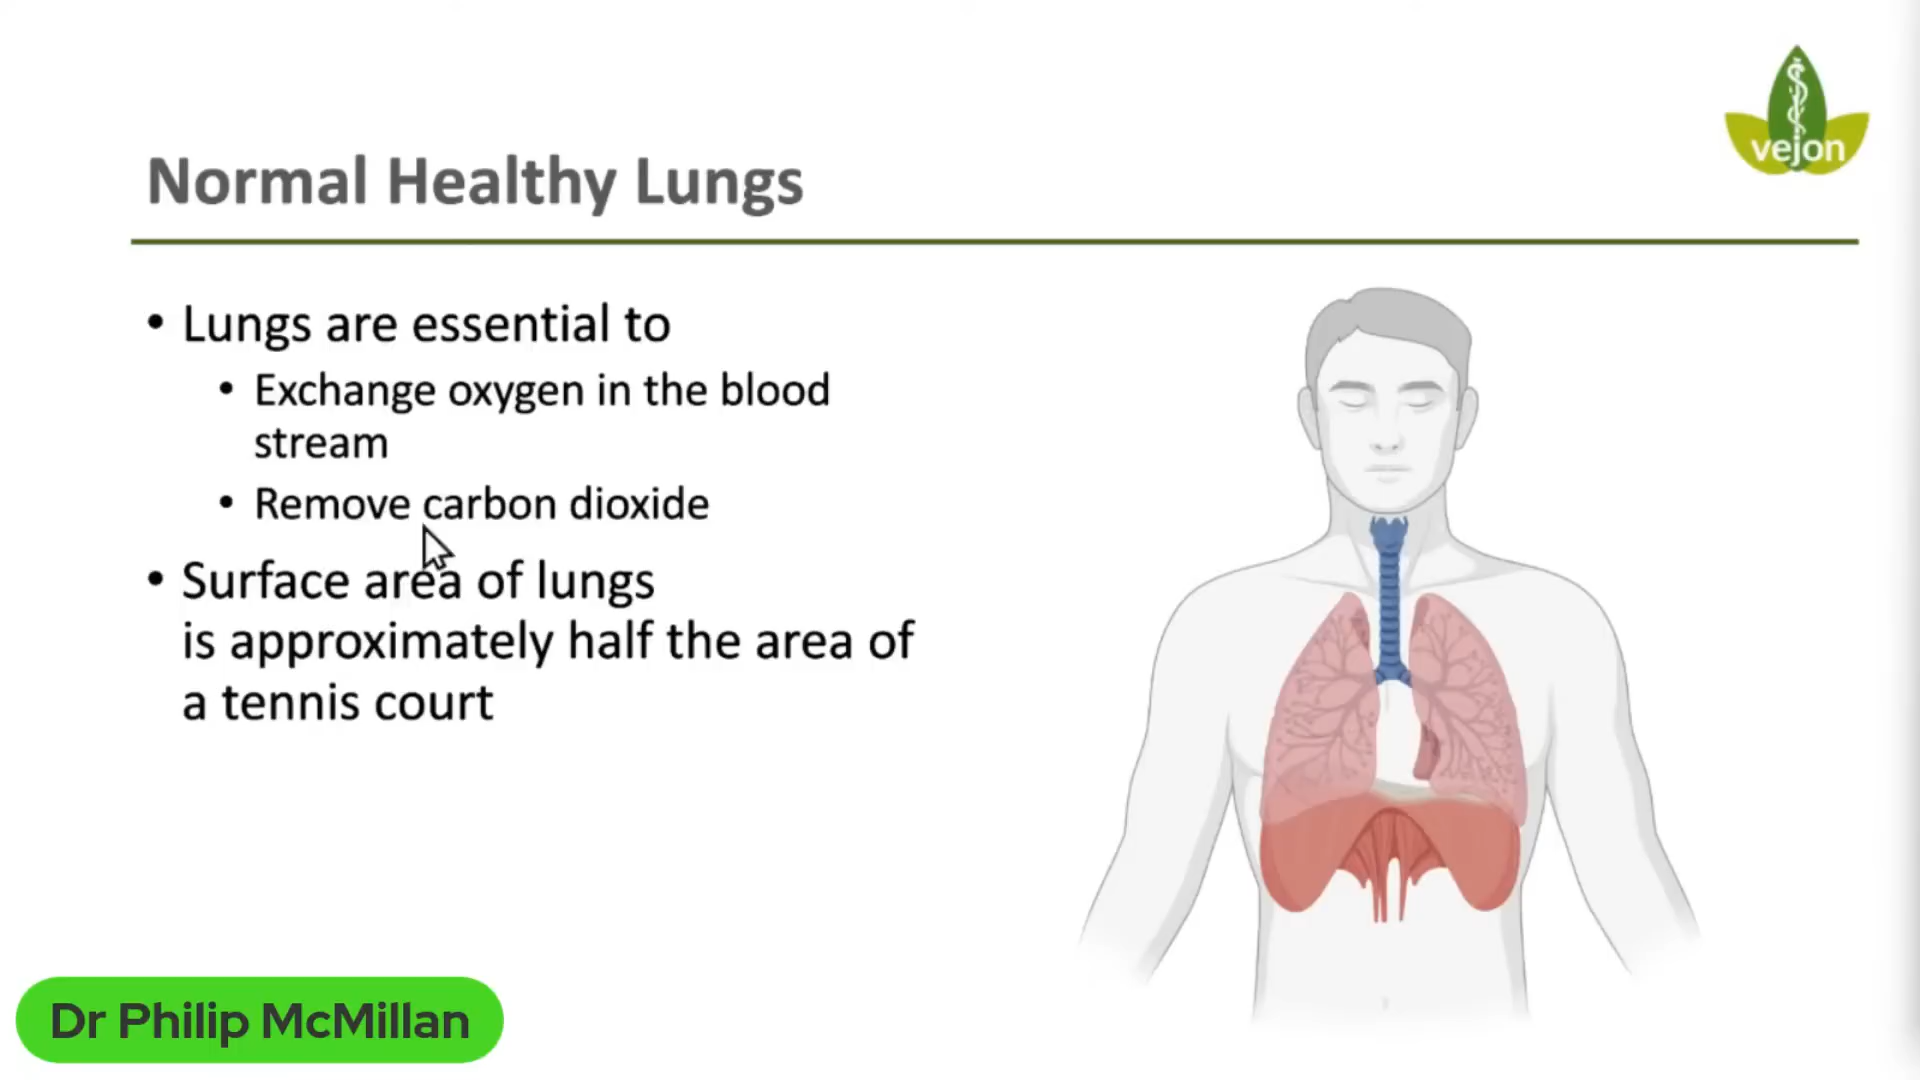 vejon
Normal Healthy Lungs
• Lungs are essential to
• Exchange oxygen in the blood
stream
• Remove carbon dioxide
• Surface area of lungs
is approximately half the area of
a tennis court
Dr Philip McMillan